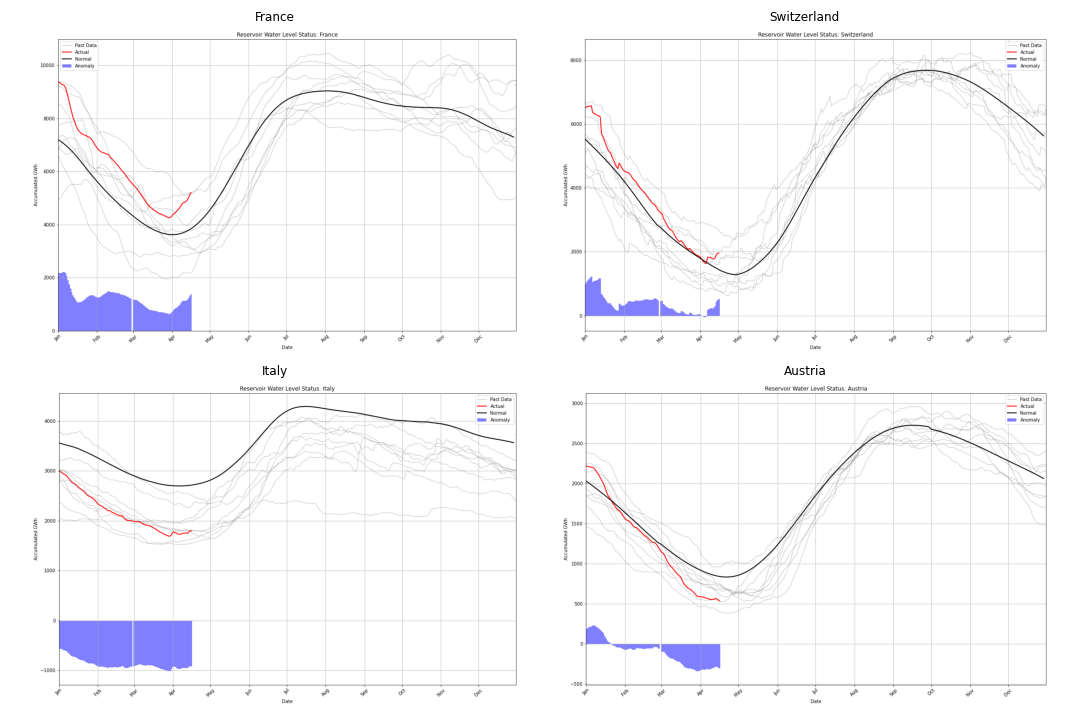 France
Reservoir Water Level Status: France
Past Data
Actual
Normal
Anomaly
Accumulated GWh
10000
8000
6000
4000
2000
0
Jan Feb Mar Apr May Jun Jul Aug Sep Oct Nov Dec
Date
Switzerland
Reservoir Water Level Status: Switzerland
Past Data
Actual
Normal
Anomaly
Accumulated GWh
8000
6000
4000
2000
0
Jan Feb Mar Apr May Jun Jul Aug Sep Oct Nov Dec
Date
Italy
Reservoir Water Level Status: Italy
Past Data
Actual
Normal
Anomaly
Accumulated GWh
4000
3000
2000
1000
0
−1000
Jan Feb Mar Apr May Jun Jul Aug Sep Oct Nov Dec
Date
Austria
Reservoir Water Level Status: Austria
Past Data
Actual
Normal
Anomaly
Accumulated GWh
3000
2500
2000
1500
1000
500
0
−500
Jan Feb Mar Apr May Jun Jul Aug Sep Oct Nov Dec
Date